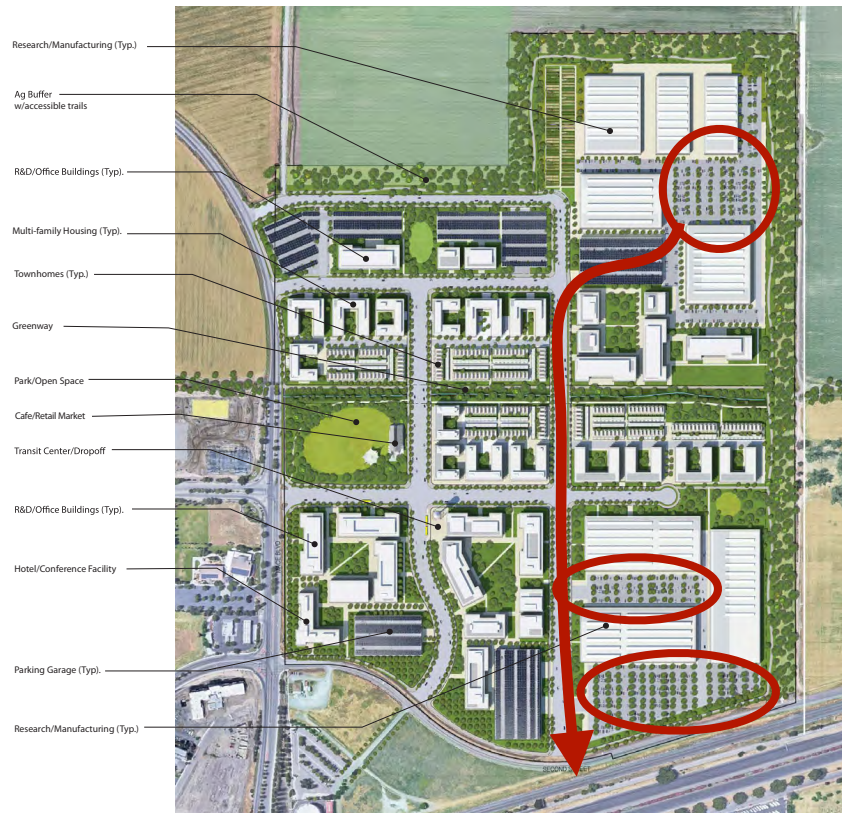 Research/Manufacturing (Typ.)
Ag Buffer
w/accessible trails
R&D/Office Buildings (Typ).
Multi-family Housing (Typ).
Townhomes (Typ.)
Greenway
Park/Open Space
Cafe/Retail Market
Transit Center/Dropoff
R&D/Office Buildings (Typ).
Hotel/Conference Facility
Parking Garage (Typ).
Research/Manufacturing (Typ.)
SECOND